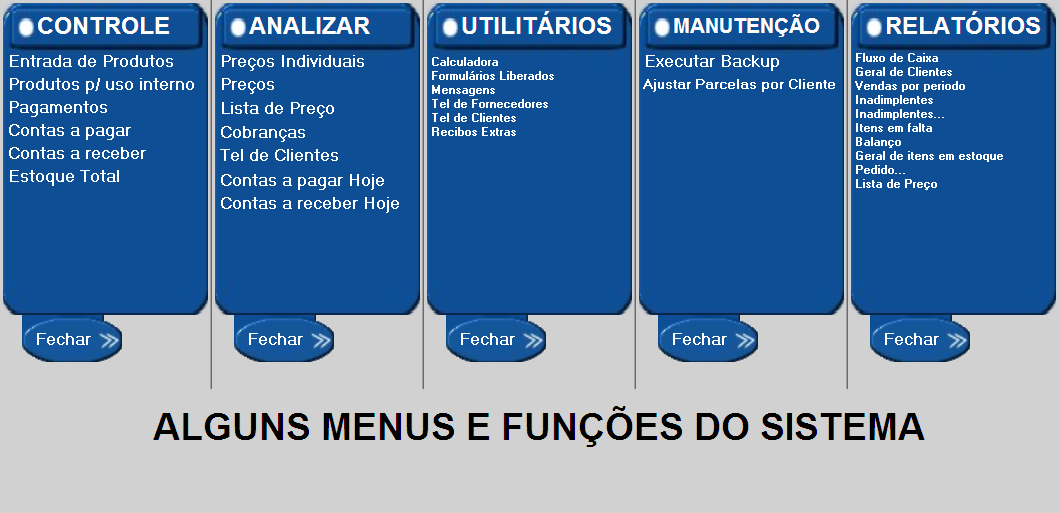 CONTROLE
Entrada de Produtos
Produtos p/ uso interno
Pagamentos
Contas a pagar
Contas a receber
Estoque Total
Fechar
ANALIZAR
Preços Individuais
Preços
Lista de Preço
Cobranças
Tel de Clientes
Contas a pagar Hoje
Contas a receber Hoje
Fechar
UTILITÁRIOS
Calculadora
Formulários Liberados
Mensagens
Tel de Fornecedores
Tel de Clientes
Recibos Extras
Fechar
MANUTENÇÃO
Executar Backup
Ajustar Parcelas por Cliente
Fechar
RELATÓRIOS
Fluxo de Caixa
Geral de Clientes
Vendas por periodo
Inadimplentes
Inadimplentes...
Itens em falta
Balanço
Geral de itens em estoque
Pedido...
Lista de Preço
Fechar
ALGUNS MENUS E FUNÇÕES DO SISTEMA